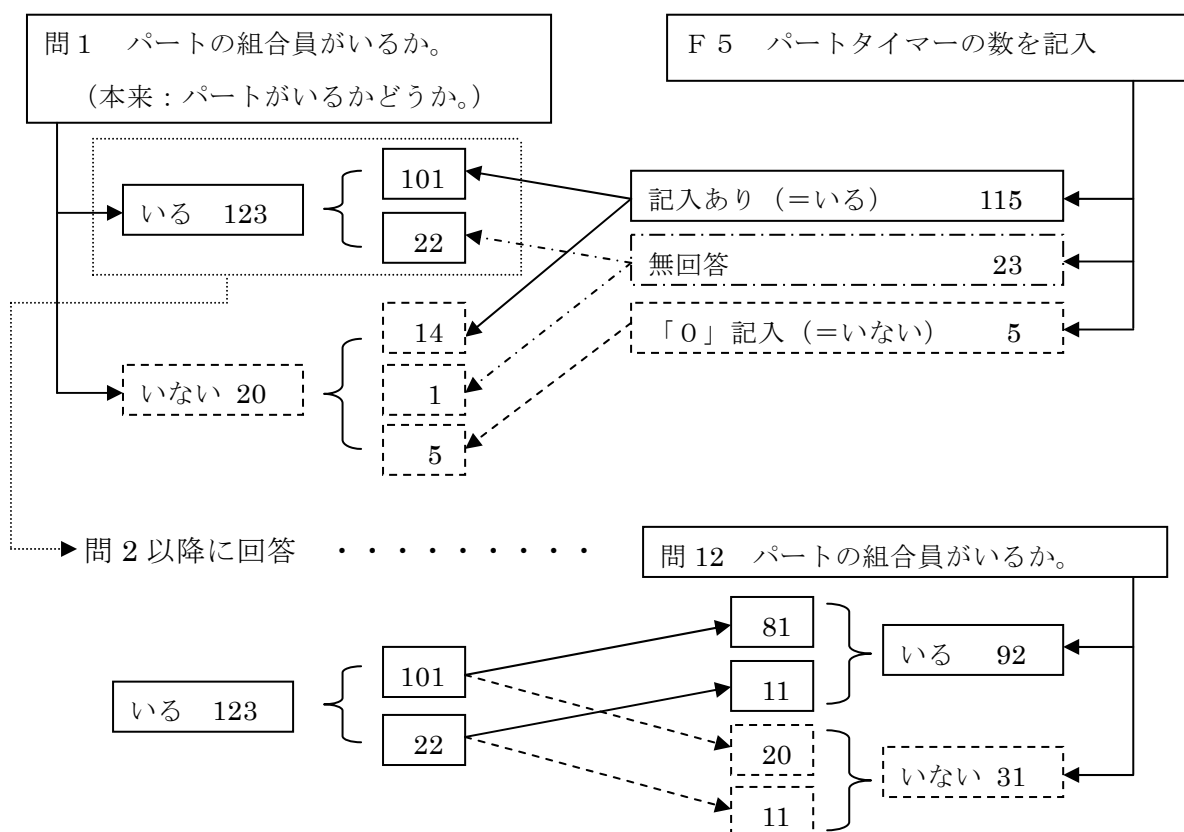 問1 パートの組合員がいるか。
(本来:パートがいるかどうか。)
F5 パートタイマーの数を記入
いる 123
101
22
記入あり(=いる) 115
無回答 23
「0」記入(=いない) 5
いない 20
14
1
5
問2以降に回答 ・・・・・・・・・
問12 パートの組合員がいるか。
いる 123
101
22
81
11
20
11
いる 92
いない 31